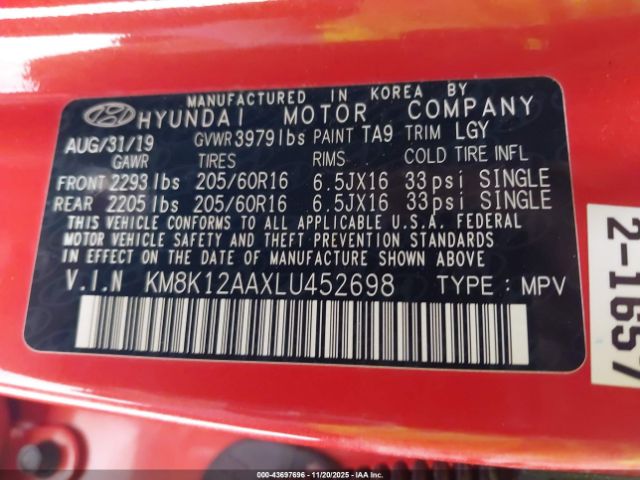 MANUFACTURED IN KOREA BY
HYUNDAI MOTOR COMPANY
AUG/31/19 GVWR 3979lbs PAINT TA9 TRIM LGY
GAWR TIRES RIMS COLD TIRE INFL
FRONT 2293lbs 205/60R16 6.5JX16 33psi SINGLE
REAR 2205lbs 205/60R16 6.5JX16 33psi SINGLE
THIS VEHICLE CONFORMS TO ALL APPLICABLE U.S.A. FEDERAL
MOTOR VEHICLE SAFETY AND THEFT PREVENTION STANDARDS
IN EFFECT ON THE DATE OF MANUFACTURE SHOWN ABOVE.
V.I.N KM8K12AAXLU452698 TYPE : MPV
2-1657
© IAA 43697696 | 11/20/2025 - IAAI.COM